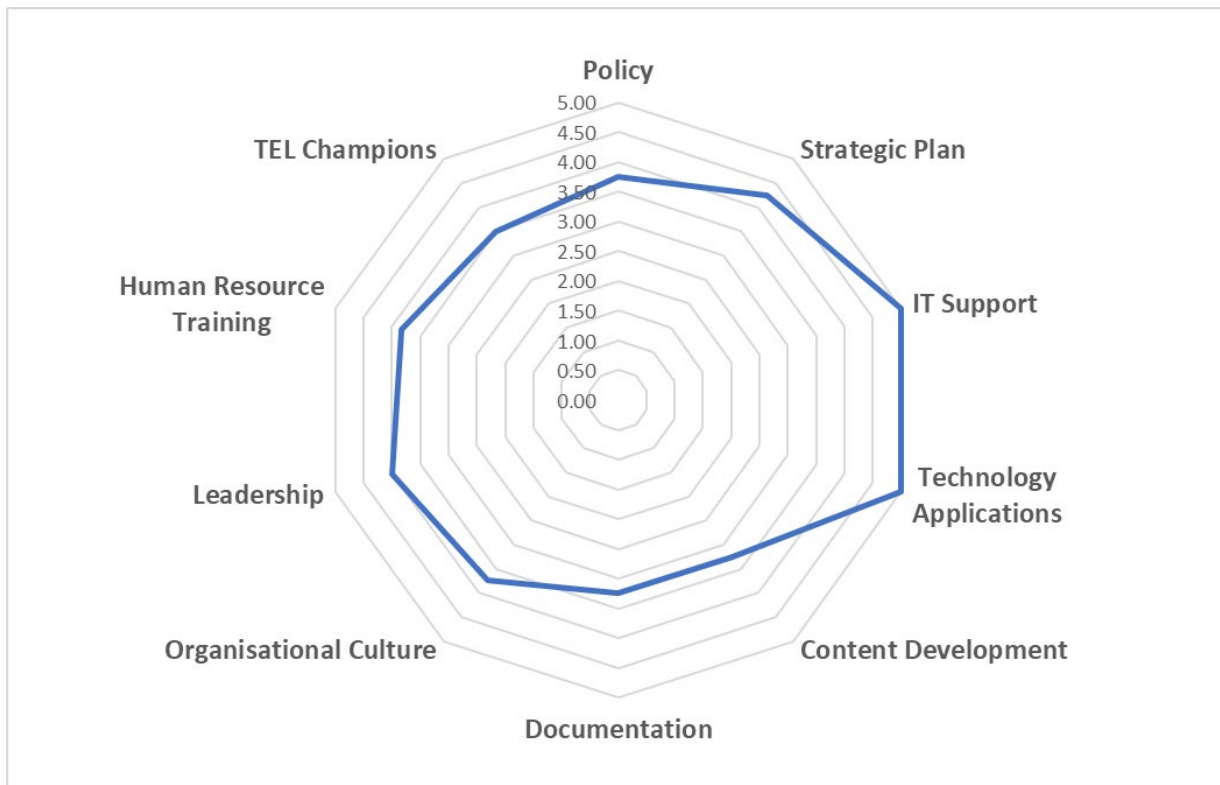 Policy
5.00
4.50
4.00
3.50
3.00
2.50
2.00
1.50
1.00
0.50
0.00
Strategic Plan
IT Support
Technology
Applications
Content Development
Documentation
Organisational Culture
Leadership
Human Resource
Training
TEL Champions